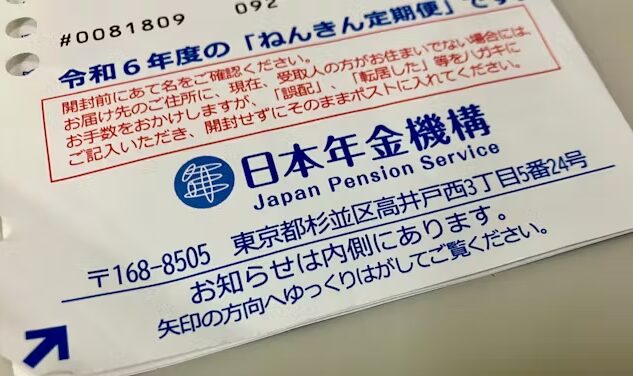 #0081809 092
令和6年度の「ねんきん定期便」です
開封前にあて名をご確認ください。
お届け先のご住所に、現在、受取人の方がお住まいでない場合には、
お手数をおかけしますが、「誤配」、「転居した」等をハガキに
ご記入いただき、開封せずにそのままポストに入れてください。
日本年金機構
Japan Pension Service
〒168-8505 東京都杉並区高井戸西3丁目5番24号
お知らせは内側にあります。
矢印の方向へゆっくりはがしてご覧ください。